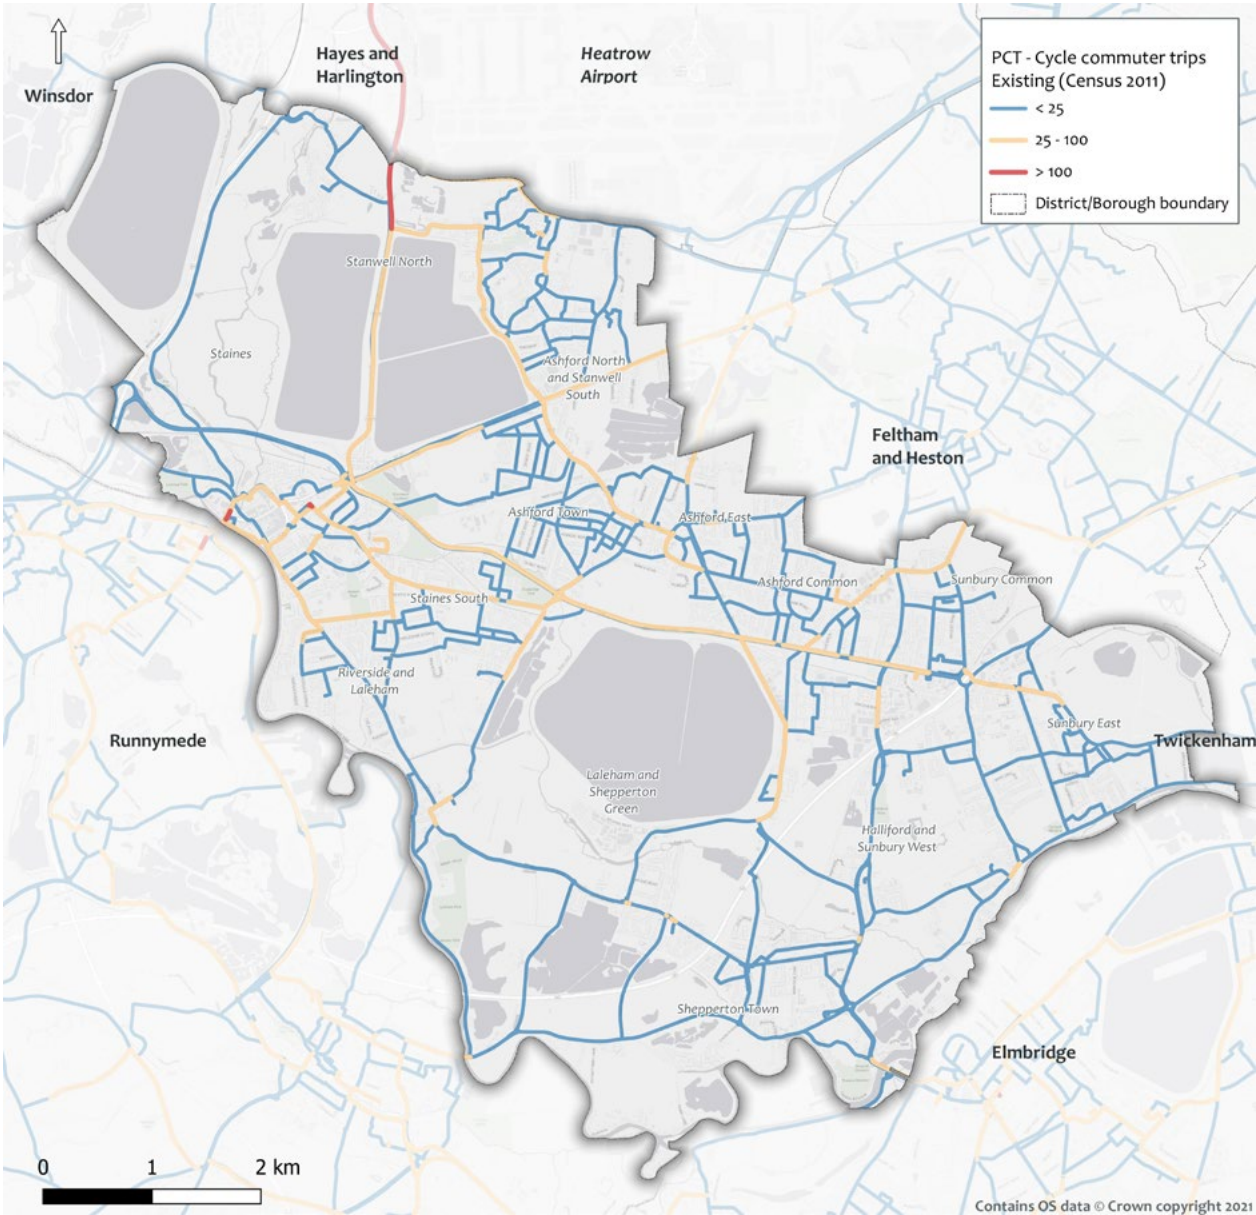 Hayes and
Harlington
Heatrow
Airport
Winsdor
PCT - Cycle commuter trips
Existing (Census 2011)
< 25
25 - 100
> 100
District/Borough boundary
Stanwell North
Staines
Ashford North
and Stanwell
South
Feltham
and Heston
Ashford Town
Ashford East
Ashford Common
Sunbury Common
Staines South
Riverside and
Laleham
Runnymede
Sunbury East
Twickenham
Laleham and
Shepperton
Green
Halliford and
Sunbury West
Shepperton Town
Elmbridge
0 1 2 km
Contains OS data © Crown copyright 2021